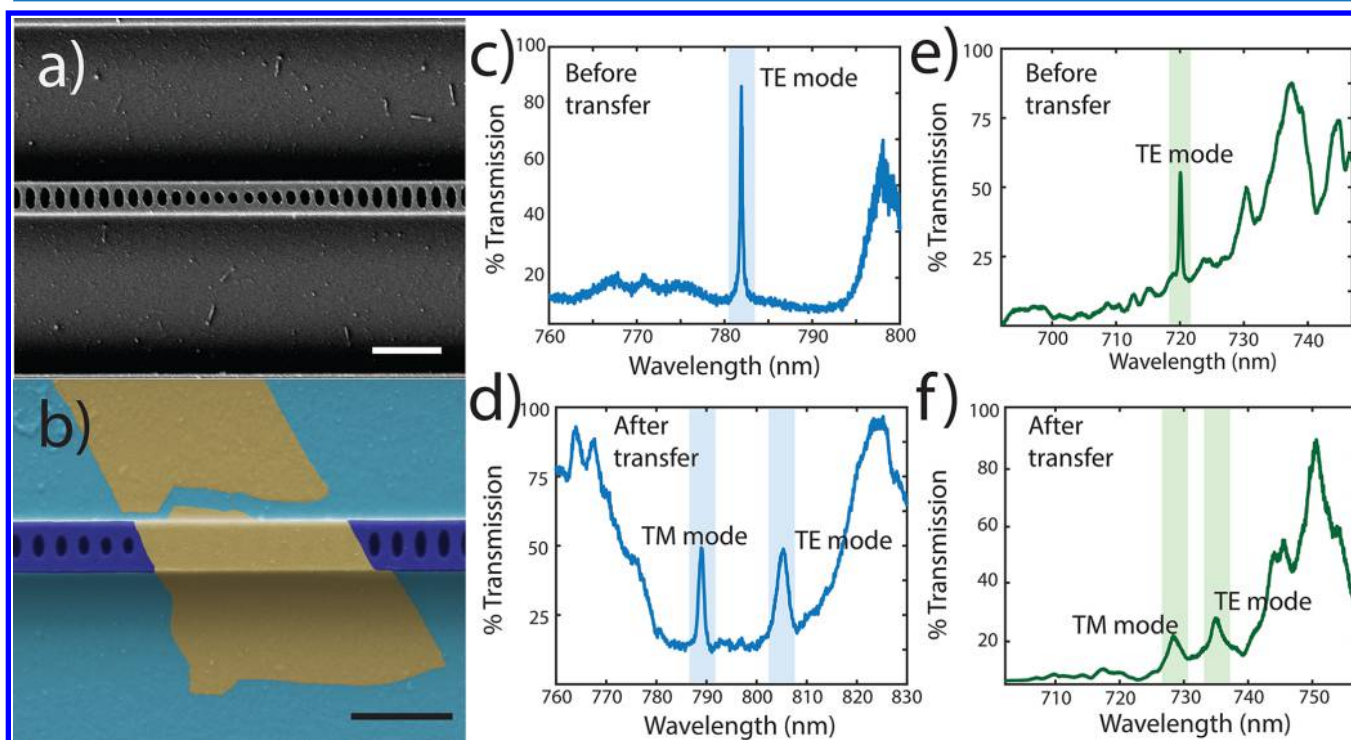 a)
b)
c)
Before
transfer
TE mode
% Transmission
100
80
60
40
20
760
770
780
790
800
Wavelength (nm)
d)
After
transfer
TM mode
TE mode
% Transmission
100
75
50
25
760
770
780
790
800
810
820
830
Wavelength (nm)
e)
Before
transfer
TE mode
% Transmission
100
75
50
25
700
710
720
730
740
Wavelength (nm)
f)
After
transfer
TM mode
TE mode
% Transmission
100
80
60
40
20
710
720
730
740
750
Wavelength (nm)